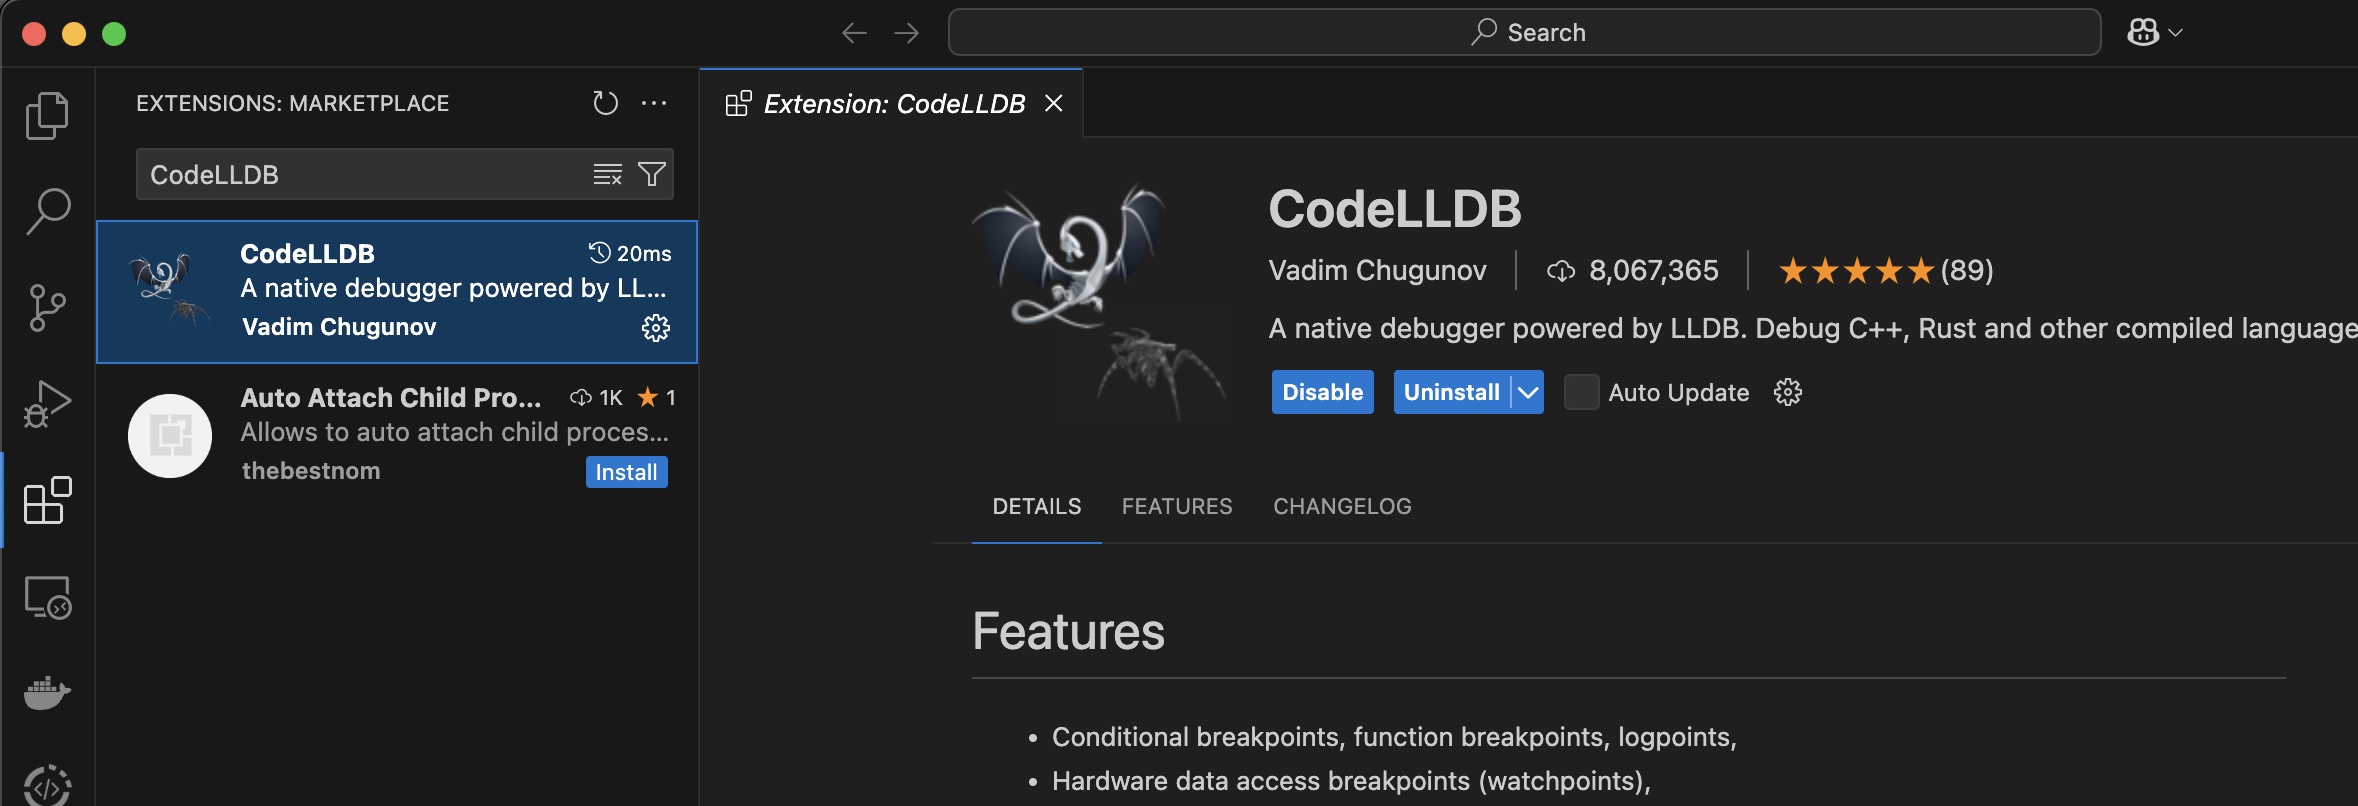 Search
EXTENSIONS: MARKETPLACE
CodeLLDB
CodeLLDB 20ms
A native debugger powered by LL...
Vadim Chugunov
Auto Attach Child Pro... 1K 1
Allows to auto attach child proces...
thebestnom Install
Extension: CodeLLDB
CodeLLDB
Vadim Chugunov 8,067,365 (89)
A native debugger powered by LLDB. Debug C++, Rust and other compiled language
Disable Uninstall Auto Update
DETAILS FEATURES CHANGELOG
Features
• Conditional breakpoints, function breakpoints, logpoints,
• Hardware data access breakpoints (watchpoints),